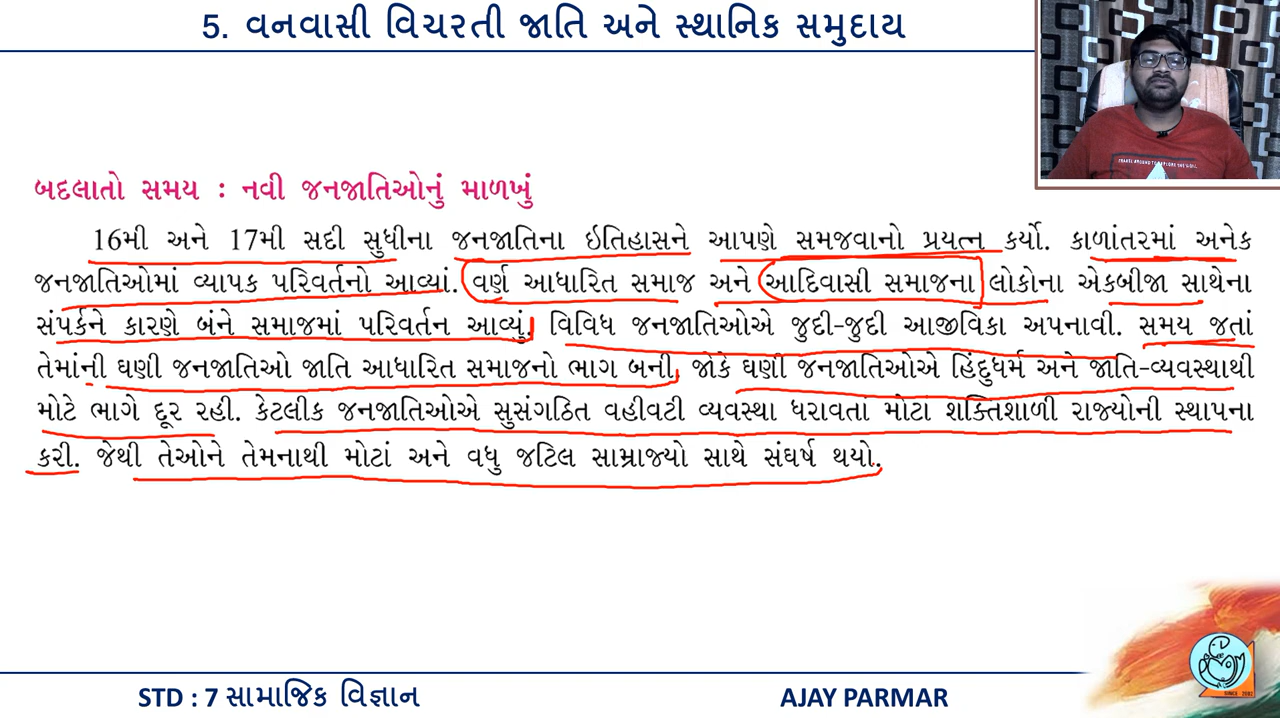 5. વનવાસી વિચરતી જાતિ અને સ્થાનિક સમુદાય
બદલાતો સમય : નવી જનજાતિઓનું માળખું
16મી અને 17મી સદી સુધીના જનજાતિના ઇતિહાસને આપણે સમજવાનો પ્રયત્ન કર્યો. કાળાંતરમાં અનેક
જનજાતિઓમાં વ્યાપક પરિવર્તનો આવ્યાં. વર્ણ આધારિત સમાજ અને આદિવાસી સમાજના લોકોના એકબીજા સાથેના
સંપર્કને કારણે બંને સમાજમાં પરિવર્તન આવ્યું. વિવિધ જનજાતિઓએ જુદી-જુદી આજીવિકા અપનાવી. સમય જતાં
તેમાંની ઘણી જનજાતિઓ જાતિ આધારિત સમાજનો ભાગ બની. જોકે ઘણી જનજાતિઓએ હિંદુધર્મ અને જાતિ-વ્યવસ્થાથી
મોટે ભાગે દૂર રહી. કેટલીક જનજાતિઓએ સુસંગઠિત વહીવટી વ્યવસ્થા ધરાવતાં મોટા શક્તિશાળી રાજ્યોની સ્થાપના
કરી. જેથી તેઓને તેમનાથી મોટાં અને વધુ જટિલ સામ્રાજ્યો સાથે સંઘર્ષ થયો.
STD : 7 સામાજિક વિજ્ઞાન
AJAY PARMAR